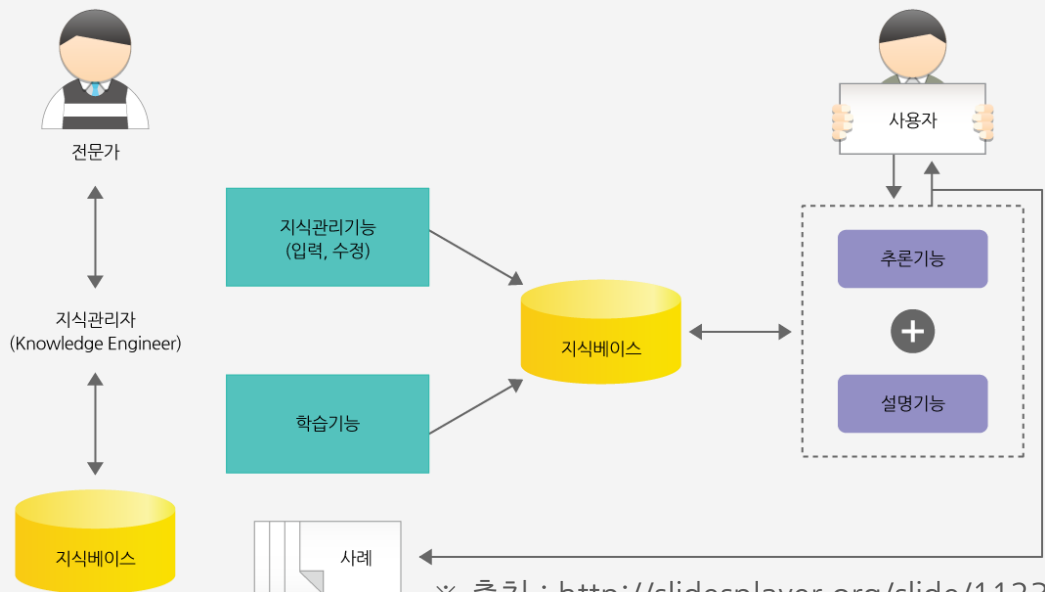 전문가
사용자
지식관리기능
(입력, 수정)
추론기능
지식관리자
(Knowledge Engineer)
지식베이스
설명기능
학습기능
지식베이스
사례
※ 출처 : http://slidesplayer.org/slide/1123